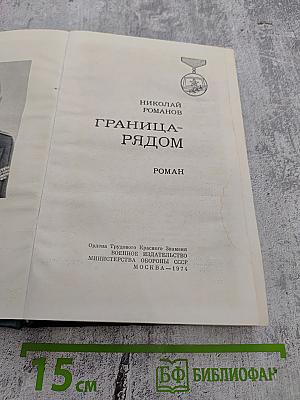 НИКОЛАЙ
РОМАНОВ
ГРАНИЦА-
РЯДОМ
РОМАН
Ордена Трудового Красного Знамени
ВОЕННОЕ ИЗДАТЕЛЬСТВО
МИНИСТЕРСТВА ОБОРОНЫ СССР
МОСКВА—1974
15 см
БФ БИБЛИОФАН